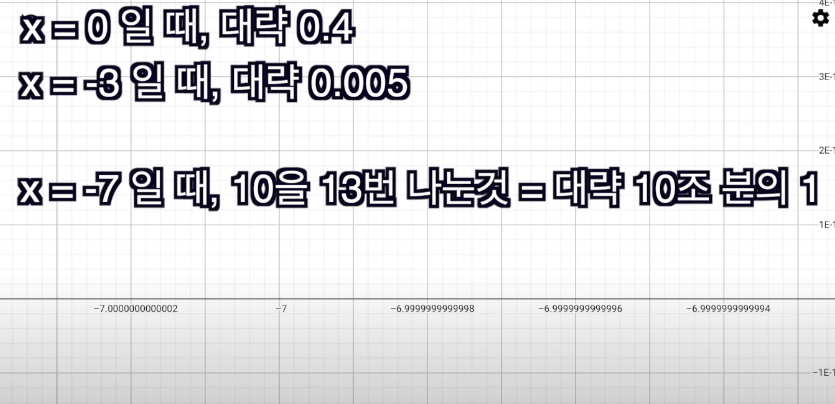 x = 0 일 때, 대략 0.4
x = -3 일 때, 대략 0.005
x = -7 일 때, 10을 13번 나눈것 = 대략 10조 분의 1
−7.0000000000002 −7 −6.9999999999998 −6.9999999999996 −6.9999999999994